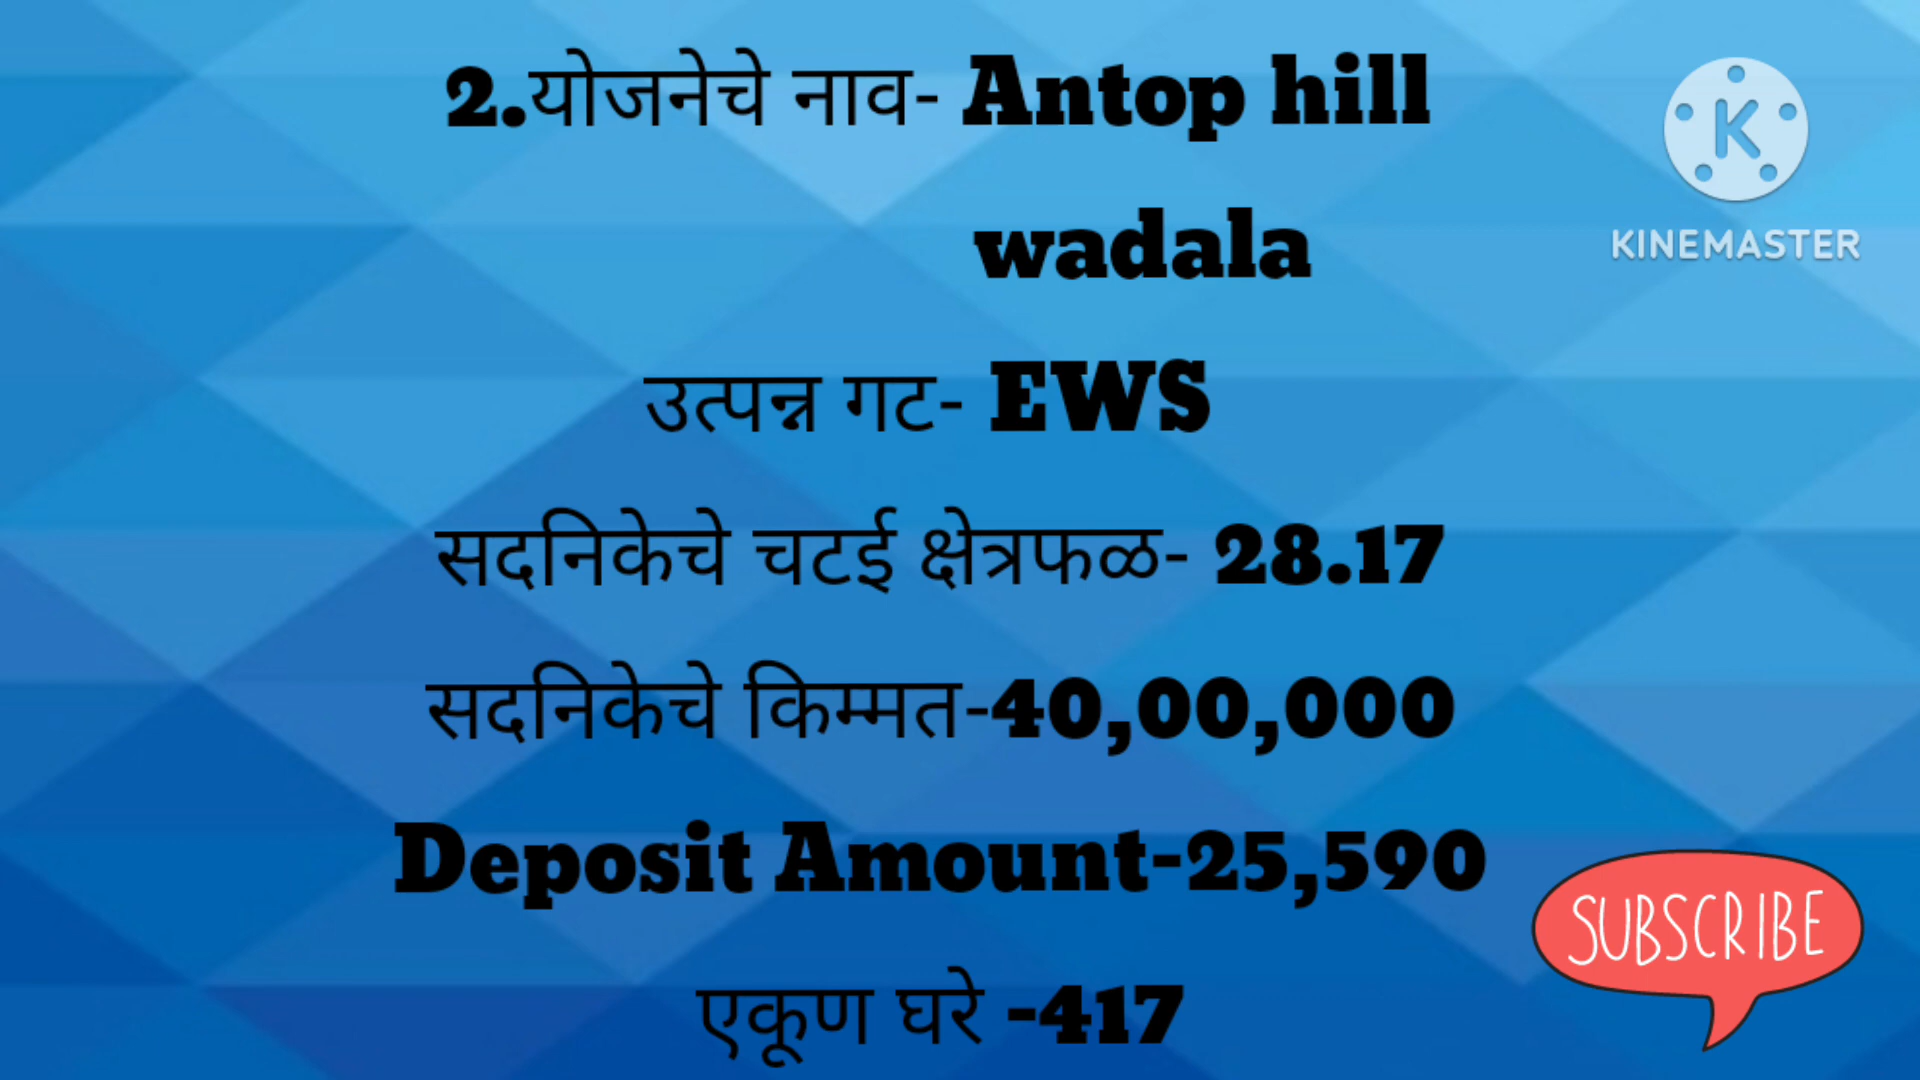 2.योजनेचे नाव- Antop hill
wadala
उत्पन्न गट- EWS
सदनिकेचे चटई क्षेत्रफळ- 28.17
सदनिकेचे किम्मत-40,00,000
Deposit Amount-25,590
एकूण घरे -417
K
KINEMASTER
SUBSCRIBE